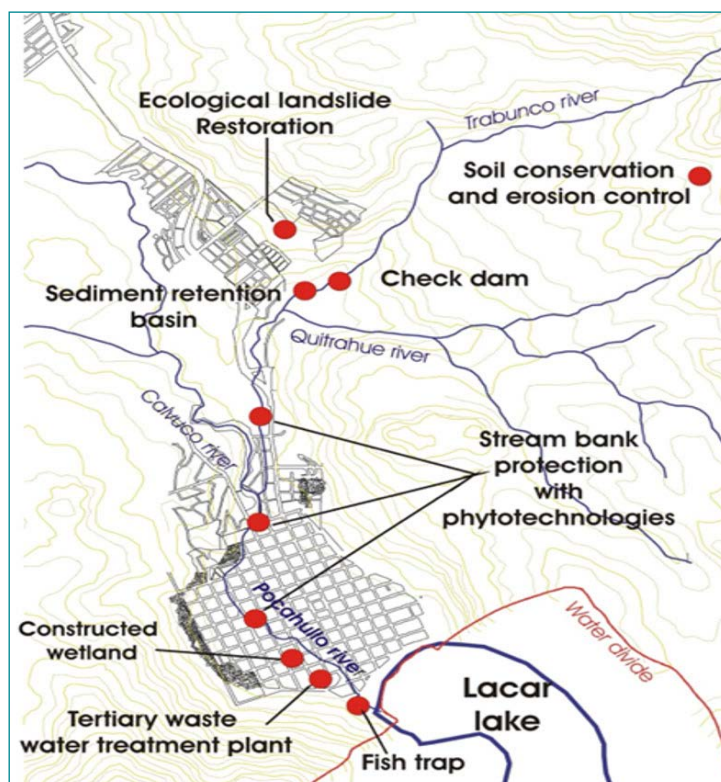 Ecological landslide
Restoration
Trabunco river
Soil conservation
and erosion control
Sediment retention
basin
Check dam
Quitrahue river
Calvuco river
Stream bank
protection
with
phytotechnologies
Pocahullo river
Constructed
wetland
Water divide
Lacar
lake
Tertiary waste
water treatment plant
Fish trap